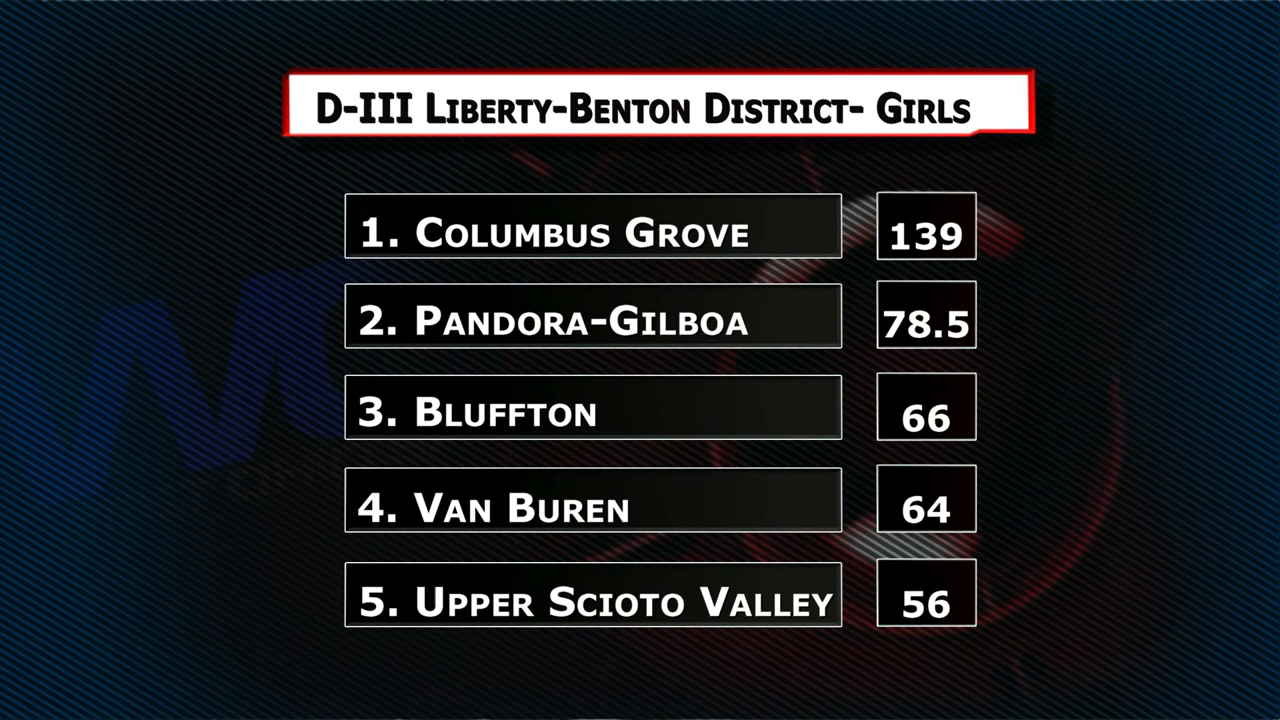 D-III Liberty-Benton District- Girls
1. Columbus Grove 139
2. Pandora-Gilboa 78.5
3. Bluffton 66
4. Van Buren 64
5. Upper Scioto Valley 56